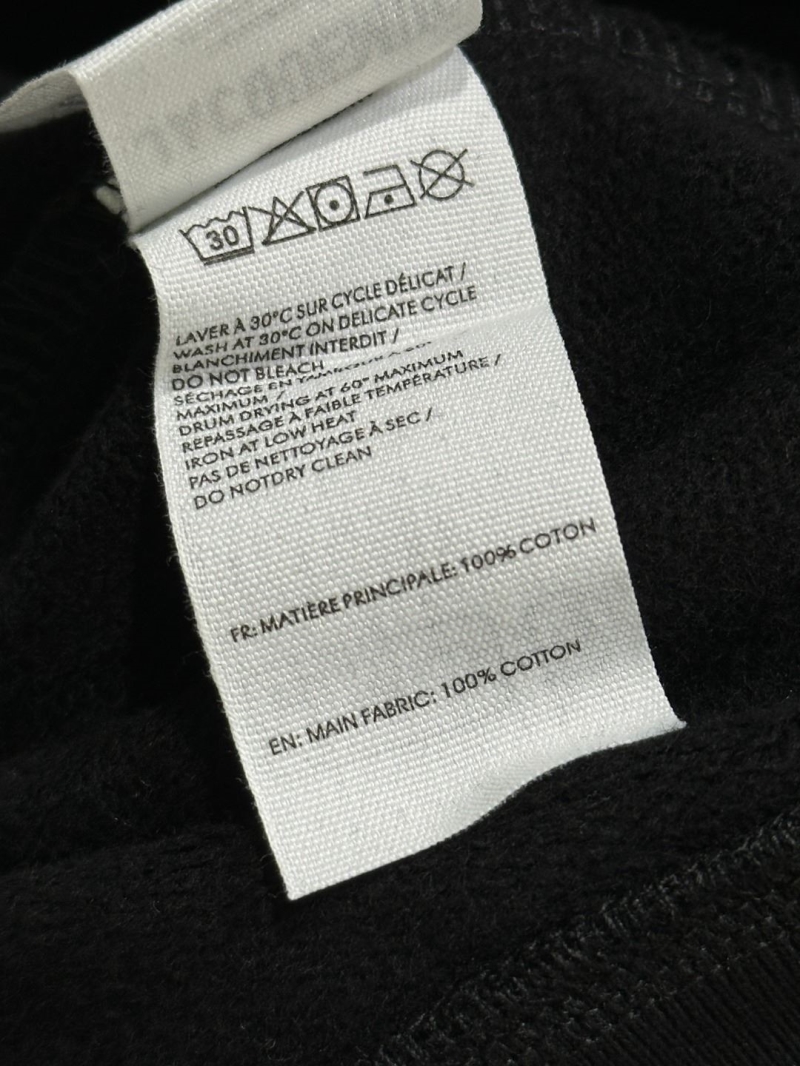 30
LAVER À 30°C SUR CYCLE DÉLICAT /
WASH AT 30°C ON DELICATE CYCLE
BLANCHIMENT INTERDIT /
DO NOT BLEACH
SÉCHAGE EN
MAXIMUM /
DRUM DRYING AT 60° MAXIMUM
REPASSAGE À FAIBLE TEMPÉRATURE /
IRON AT LOW HEAT
PAS DE NETTOYAGE À SEC /
DO NOTDRY CLEAN
FR: MATIÈRE PRINCIPALE: 100% COTON
EN: MAIN FABRIC: 100% COTTON